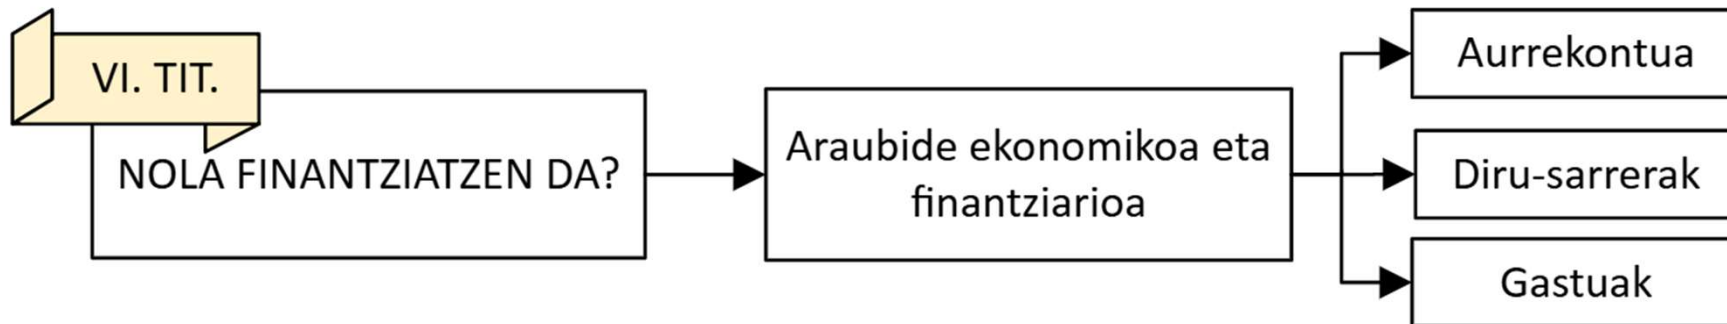 VI. TIT.
NOLA FINANTZIATZEN DA?
Araubide ekonomikoa eta
finantziarioa
Aurrekontua
Diru-sarrerak
Gastuak